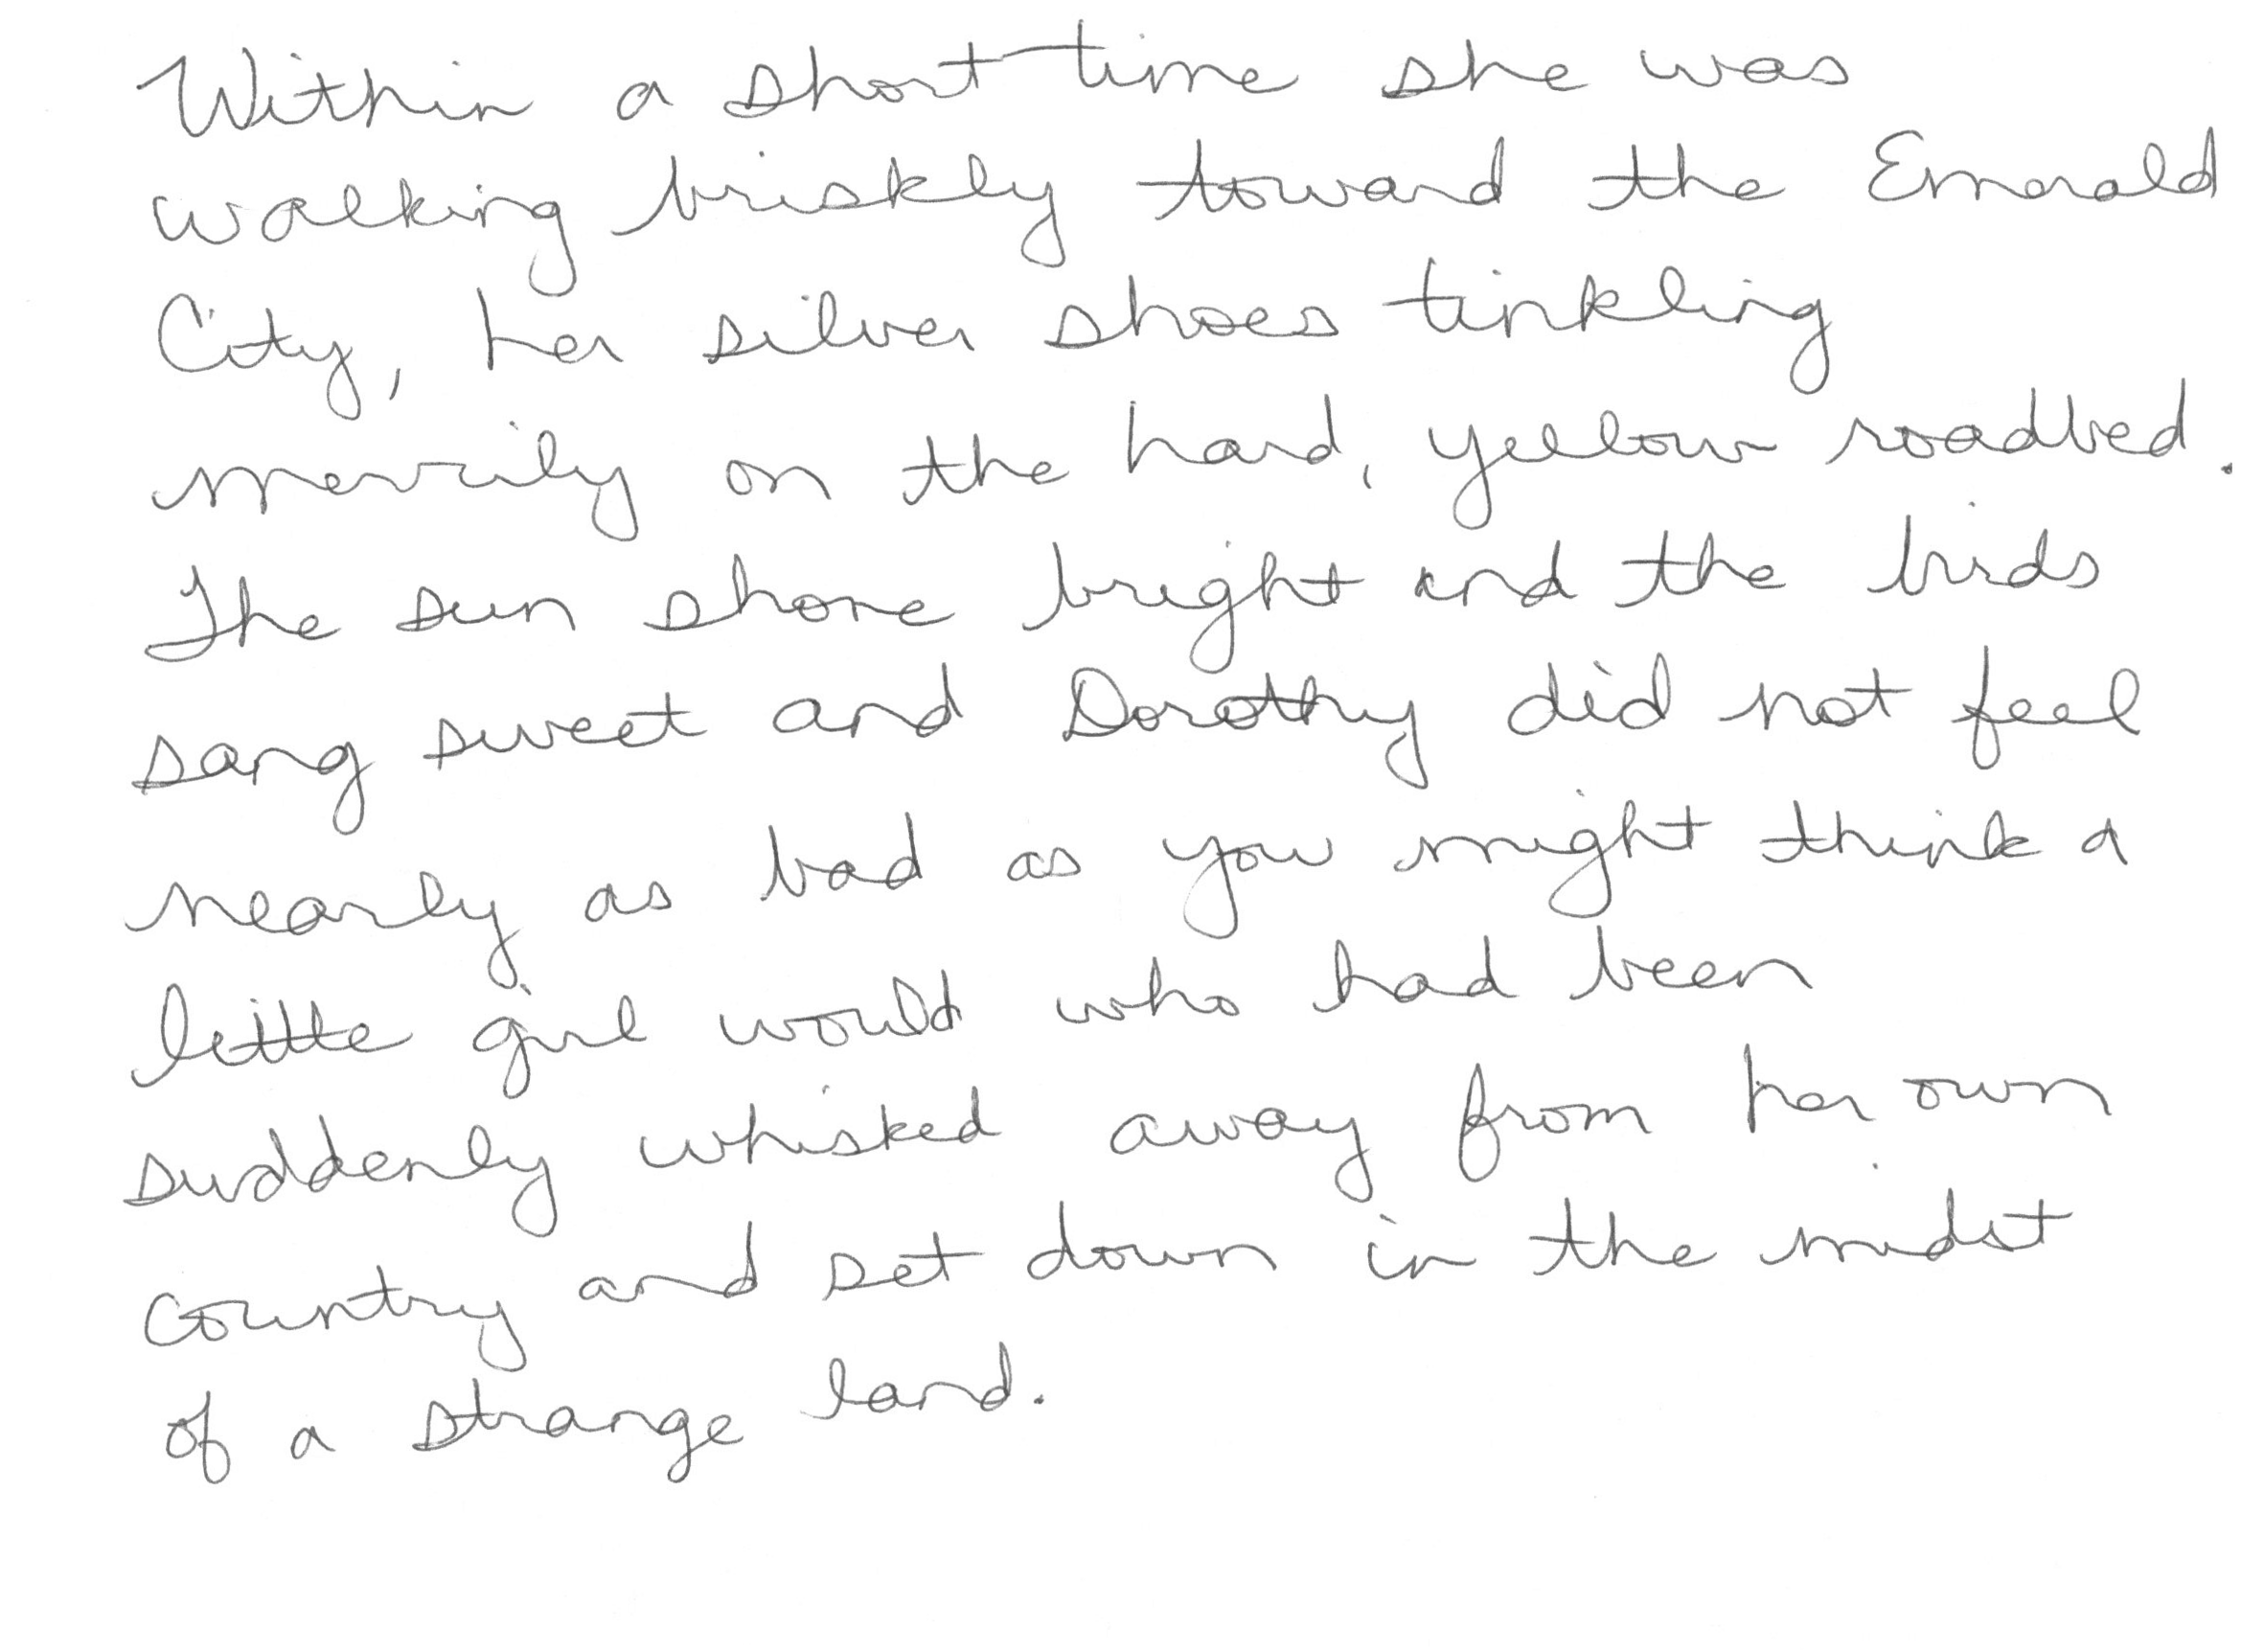 Within a short time she was
walking briskly toward the Emerald
City, her silver shoes tinkling
merrily on the hard, yellow roadbed.
The sun shone bright and the birds
sang sweet and Dorothy did not feel
nearly as bad as you might think a
little girl would who had been
suddenly whisked away from her own
country and set down in the midst
of a strange land.